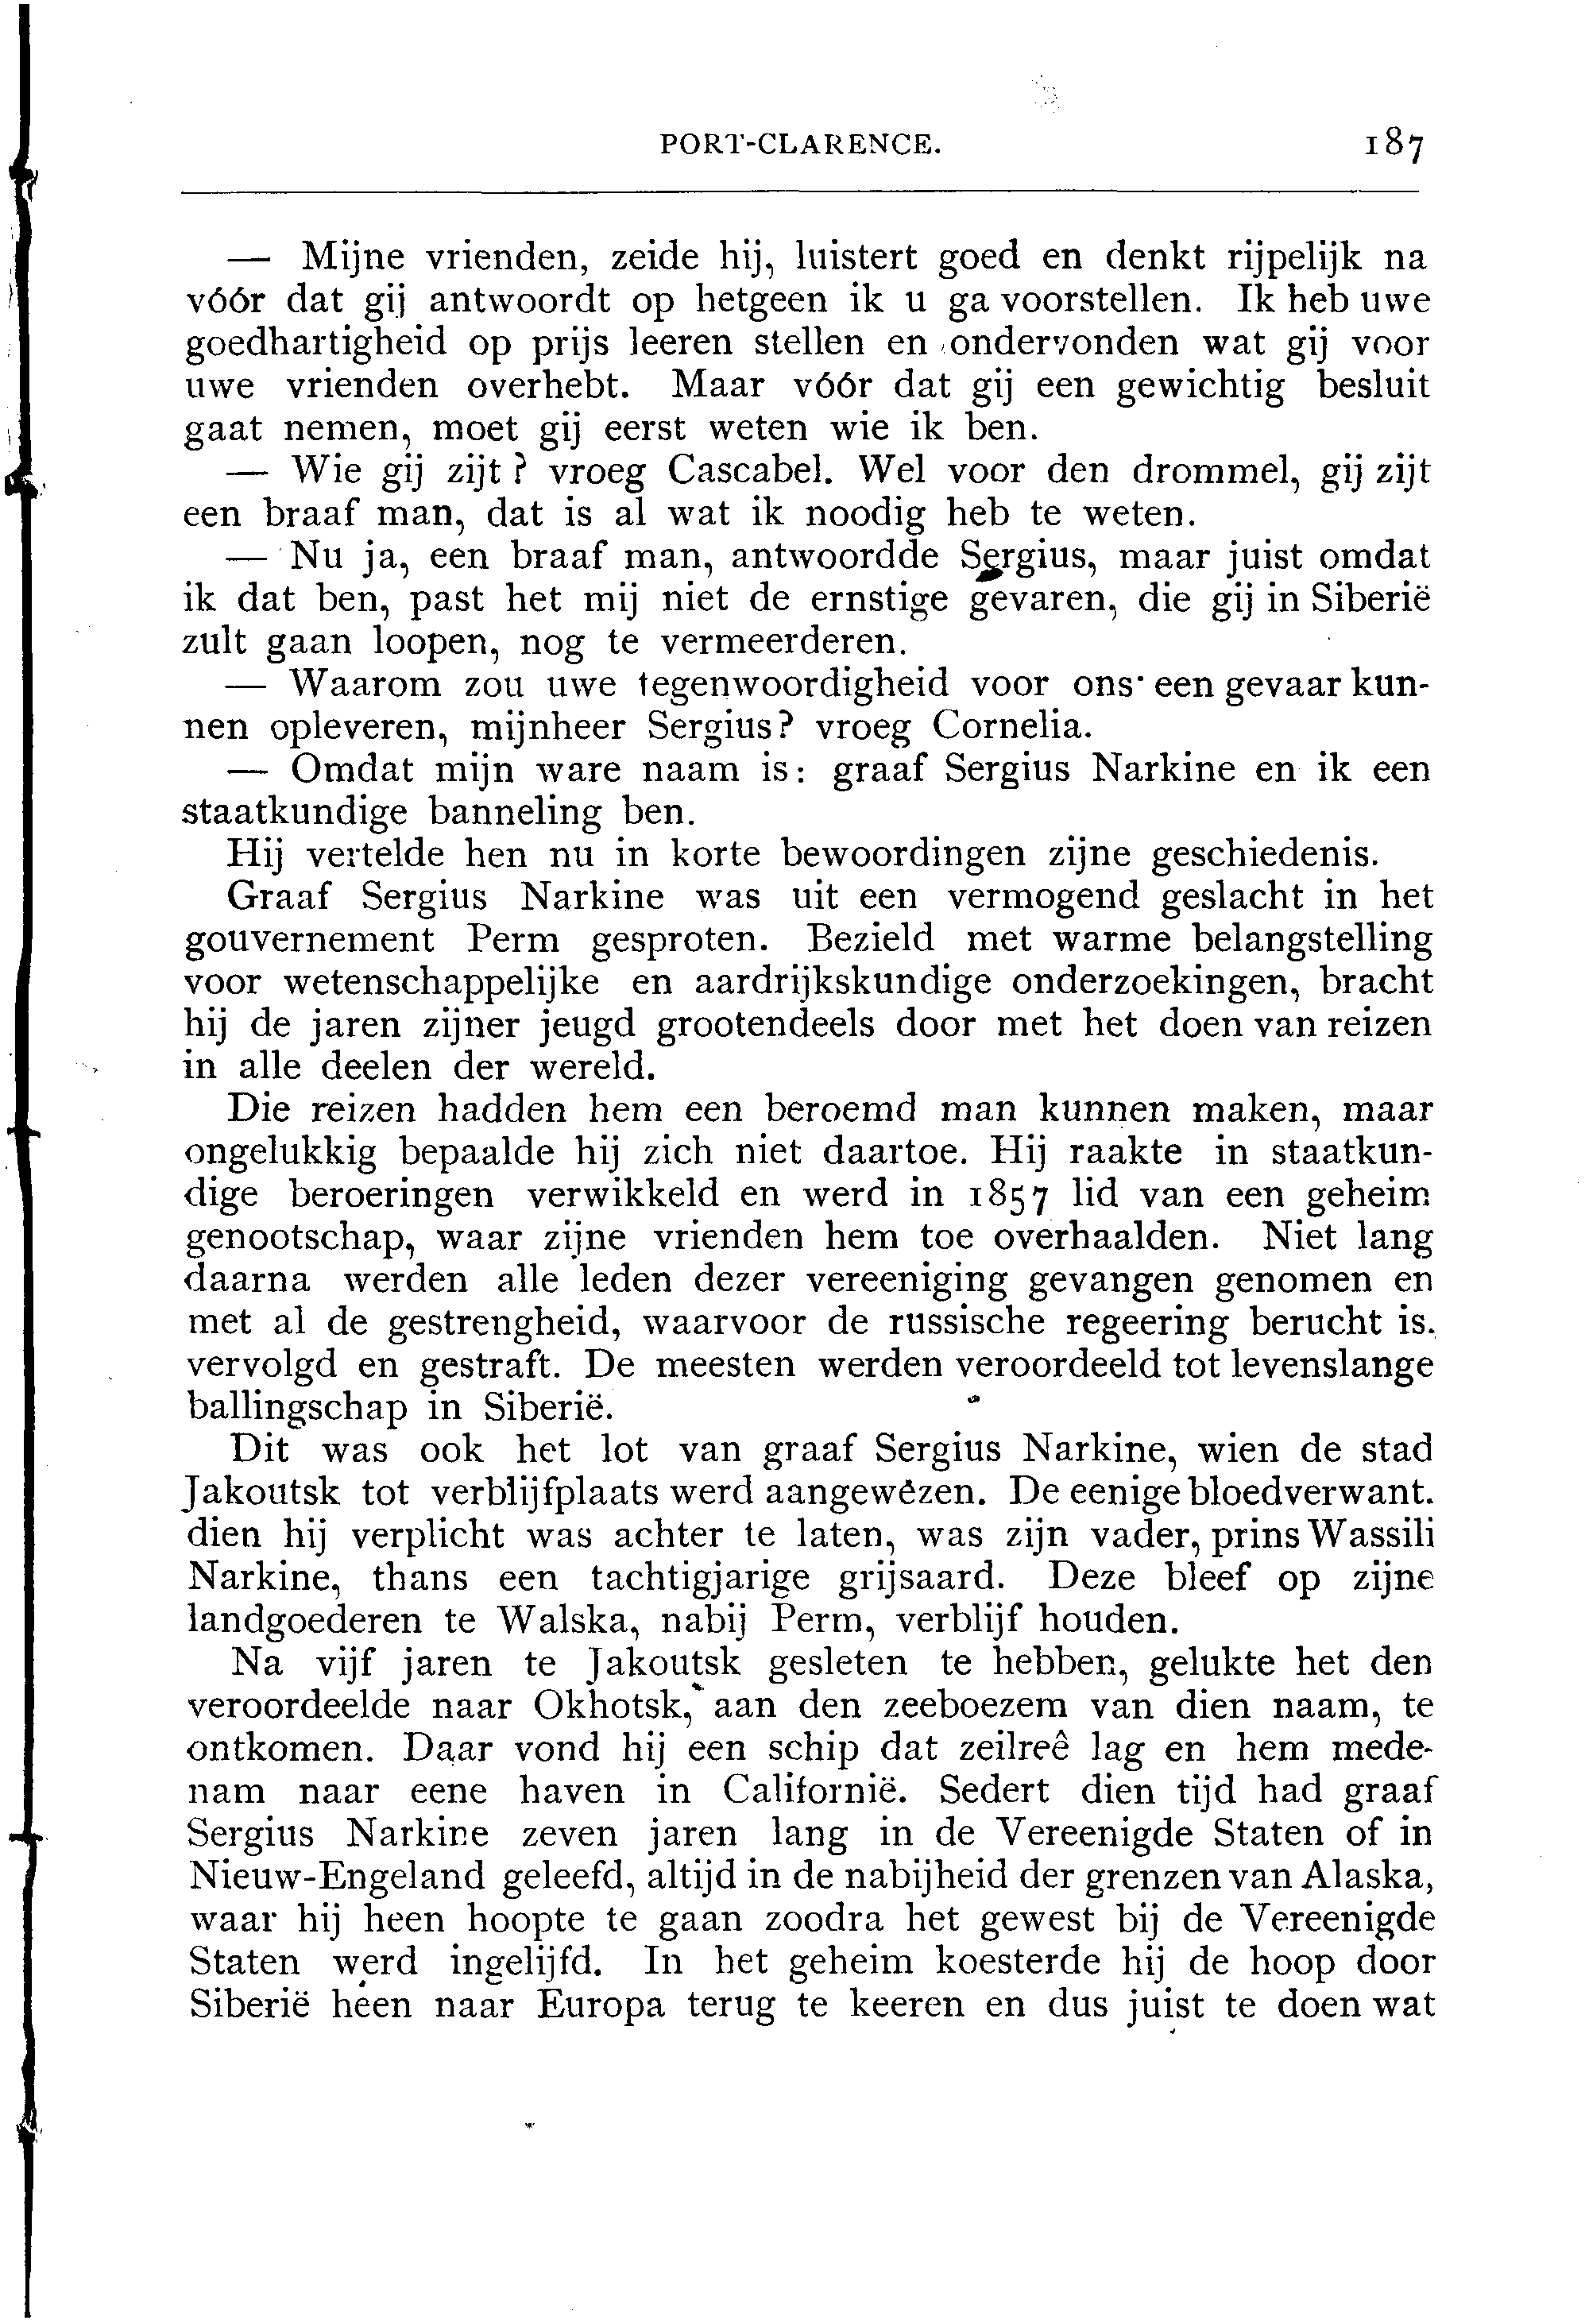 PORT-CLARENCE. 187
— Mijne vrienden, zeide hij, luistert goed en denkt rijpelijk na
vóór dat gij antwoordt op hetgeen ik u ga voorstellen. Ik heb uwe
goedhartigheid op prijs leeren stellen en ondervonden wat gij voor
uwe vrienden overhebt. Maar vóór dat gij een gewichtig besluit
gaat nemen, moet gij eerst weten wie ik ben.
— Wie gij zijt? vroeg Cascabel. Wel voor den drommel, gij zijt
een braaf man, dat is al wat ik noodig heb te weten.
— Nu ja, een braaf man, antwoordde Sergius, maar juist omdat
ik dat ben, past het mij niet de ernstige gevaren, die gij in Siberië
zult gaan loopen, nog te vermeerderen.
— Waarom zou uwe tegenwoordigheid voor ons een gevaar kun-
nen opleveren, mijnheer Sergius? vroeg Cornelia.
— Omdat mijn ware naam is: graaf Sergius Narkine en ik een
staatkundige banneling ben.
Hij vertelde hen nu in korte bewoordingen zijne geschiedenis.
Graaf Sergius Narkine was uit een vermogend geslacht in het
gouvernement Perm gesproten. Bezield met warme belangstelling
voor wetenschappelijke en aardrijkskundige onderzoekingen, bracht
hij de jaren zijner jeugd grootendeels door met het doen van reizen
in alle deelen der wereld.
Die reizen hadden hem een beroemd man kunnen maken, maar
ongelukkig bepaalde hij zich niet daartoe. Hij raakte in staatkun-
dige beroeringen verwikkeld en werd in 1857 lid van een geheim
genootschap, waar zijne vrienden hem toe overhaalden. Niet lang
daarna werden alle leden dezer vereeniging gevangen genomen en
met al de gestrengheid, waarvoor de russische regeering berucht is.
vervolgd en gestraft. De meesten werden veroordeeld tot levenslange
ballingschap in Siberië.
Dit was ook het lot van graaf Sergius Narkine, wien de stad
Jakoutsk tot verblijfplaats werd aangewezen. De eenige bloedverwant.
dien hij verplicht was achter te laten, was zijn vader, prins Wassili
Narkine, thans een tachtigjarige grijsaard. Deze bleef op zijne
landgoederen te Walska, nabij Perm, verblijf houden.
Na vijf jaren te Jakoutsk gesleten te hebben, gelukte het den
veroordeelde naar Okhotsk, aan den zeeboezem van dien naam, te
ontkomen. Daar vond hij een schip dat zeilreê lag en hem mede-
nam naar eene haven in Californië. Sedert dien tijd had graaf
Sergius Narkine zeven jaren lang in de Vereenigde Staten of in
Nieuw-Engeland geleefd, altijd in de nabijheid der grenzen van Alaska,
waar hij heen hoopte te gaan zoodra het gewest bij de Vereenigde
Staten werd ingelijfd. In het geheim koesterde hij de hoop door
Siberië heen naar Europa terug te keeren en dus juist te doen wat